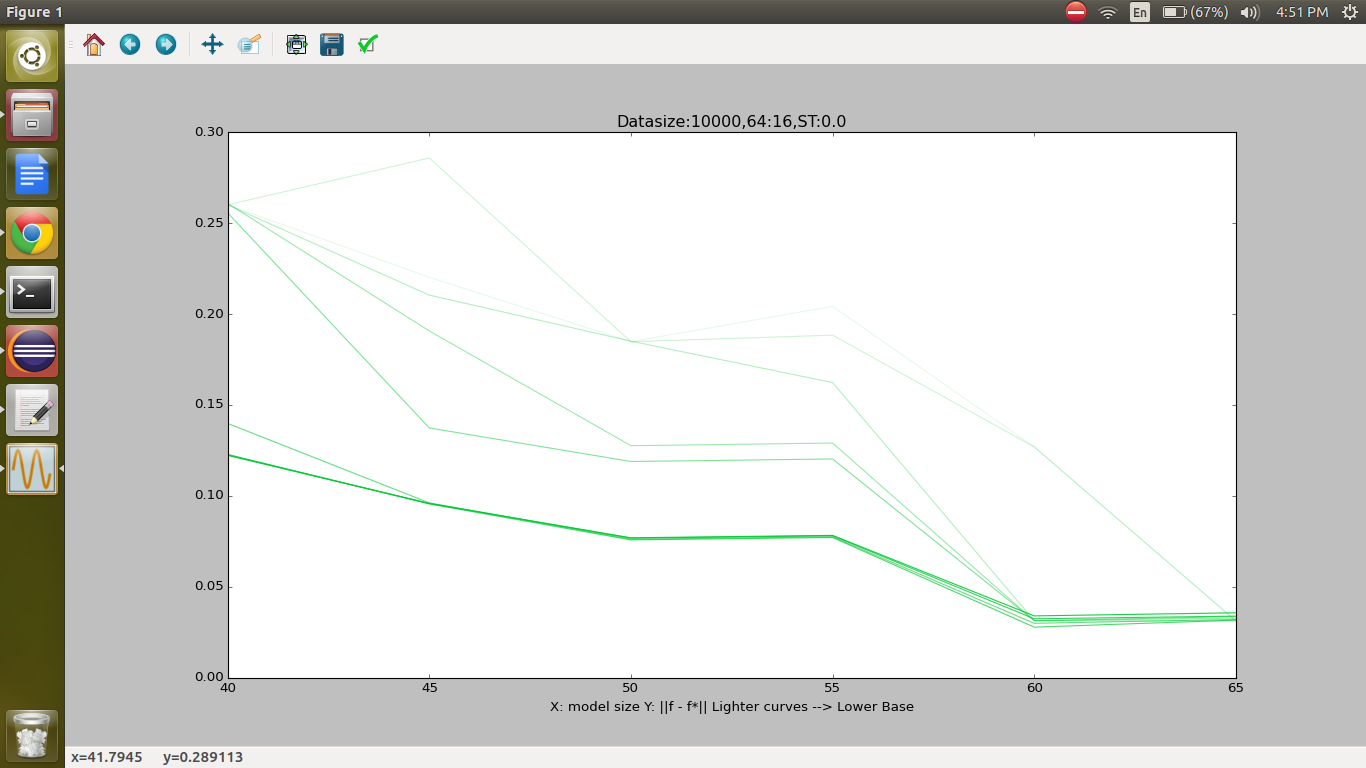 Figure 1
En
(67%)
4:51 PM
Datasize:10000,64:16,ST:0.0
0.30
0.25
0.20
0.15
0.10
0.05
0.00
40 45 50 55 60 65
X: model size Y: ||f - f*|| Lighter curves --> Lower Base
x=41.7945 y=0.289113